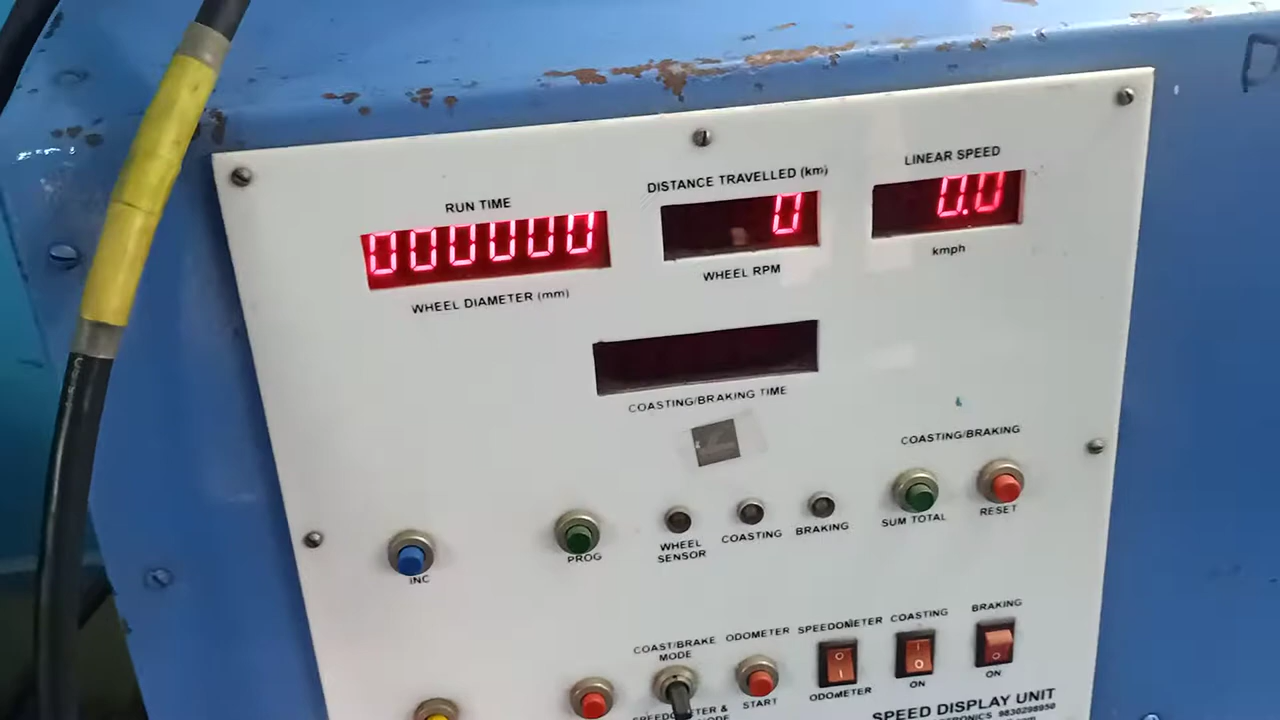 RUN TIME
000000
WHEEL DIAMETER (mm)
DISTANCE TRAVELLED (km)
0
WHEEL RPM
LINEAR SPEED
0.0
kmph
COASTING/BRAKING TIME
COASTING/BRAKING
SUM TOTAL
RESET
INC
PROG
WHEEL
SENSOR
COASTING
BRAKING
COAST/BRAKE
MODE
ODOMETER
START
SPEEDOMETER
ODOMETER
COASTING
ON
BRAKING
ON
SPEED DISPLAY UNIT
9830298950